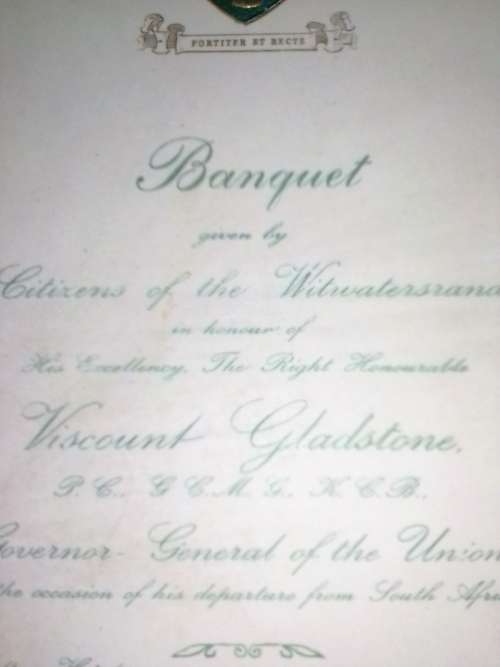 FORTITER ET RECTE
Banquet
given by
Citizens of the Witwatersrand
in honour of
His Excellency, The Right Honourable
Viscount Gladstone,
P.C., G.C.M.G., K.C.B.,
Governor-General of the Union
the occasion of his departure from South Afri